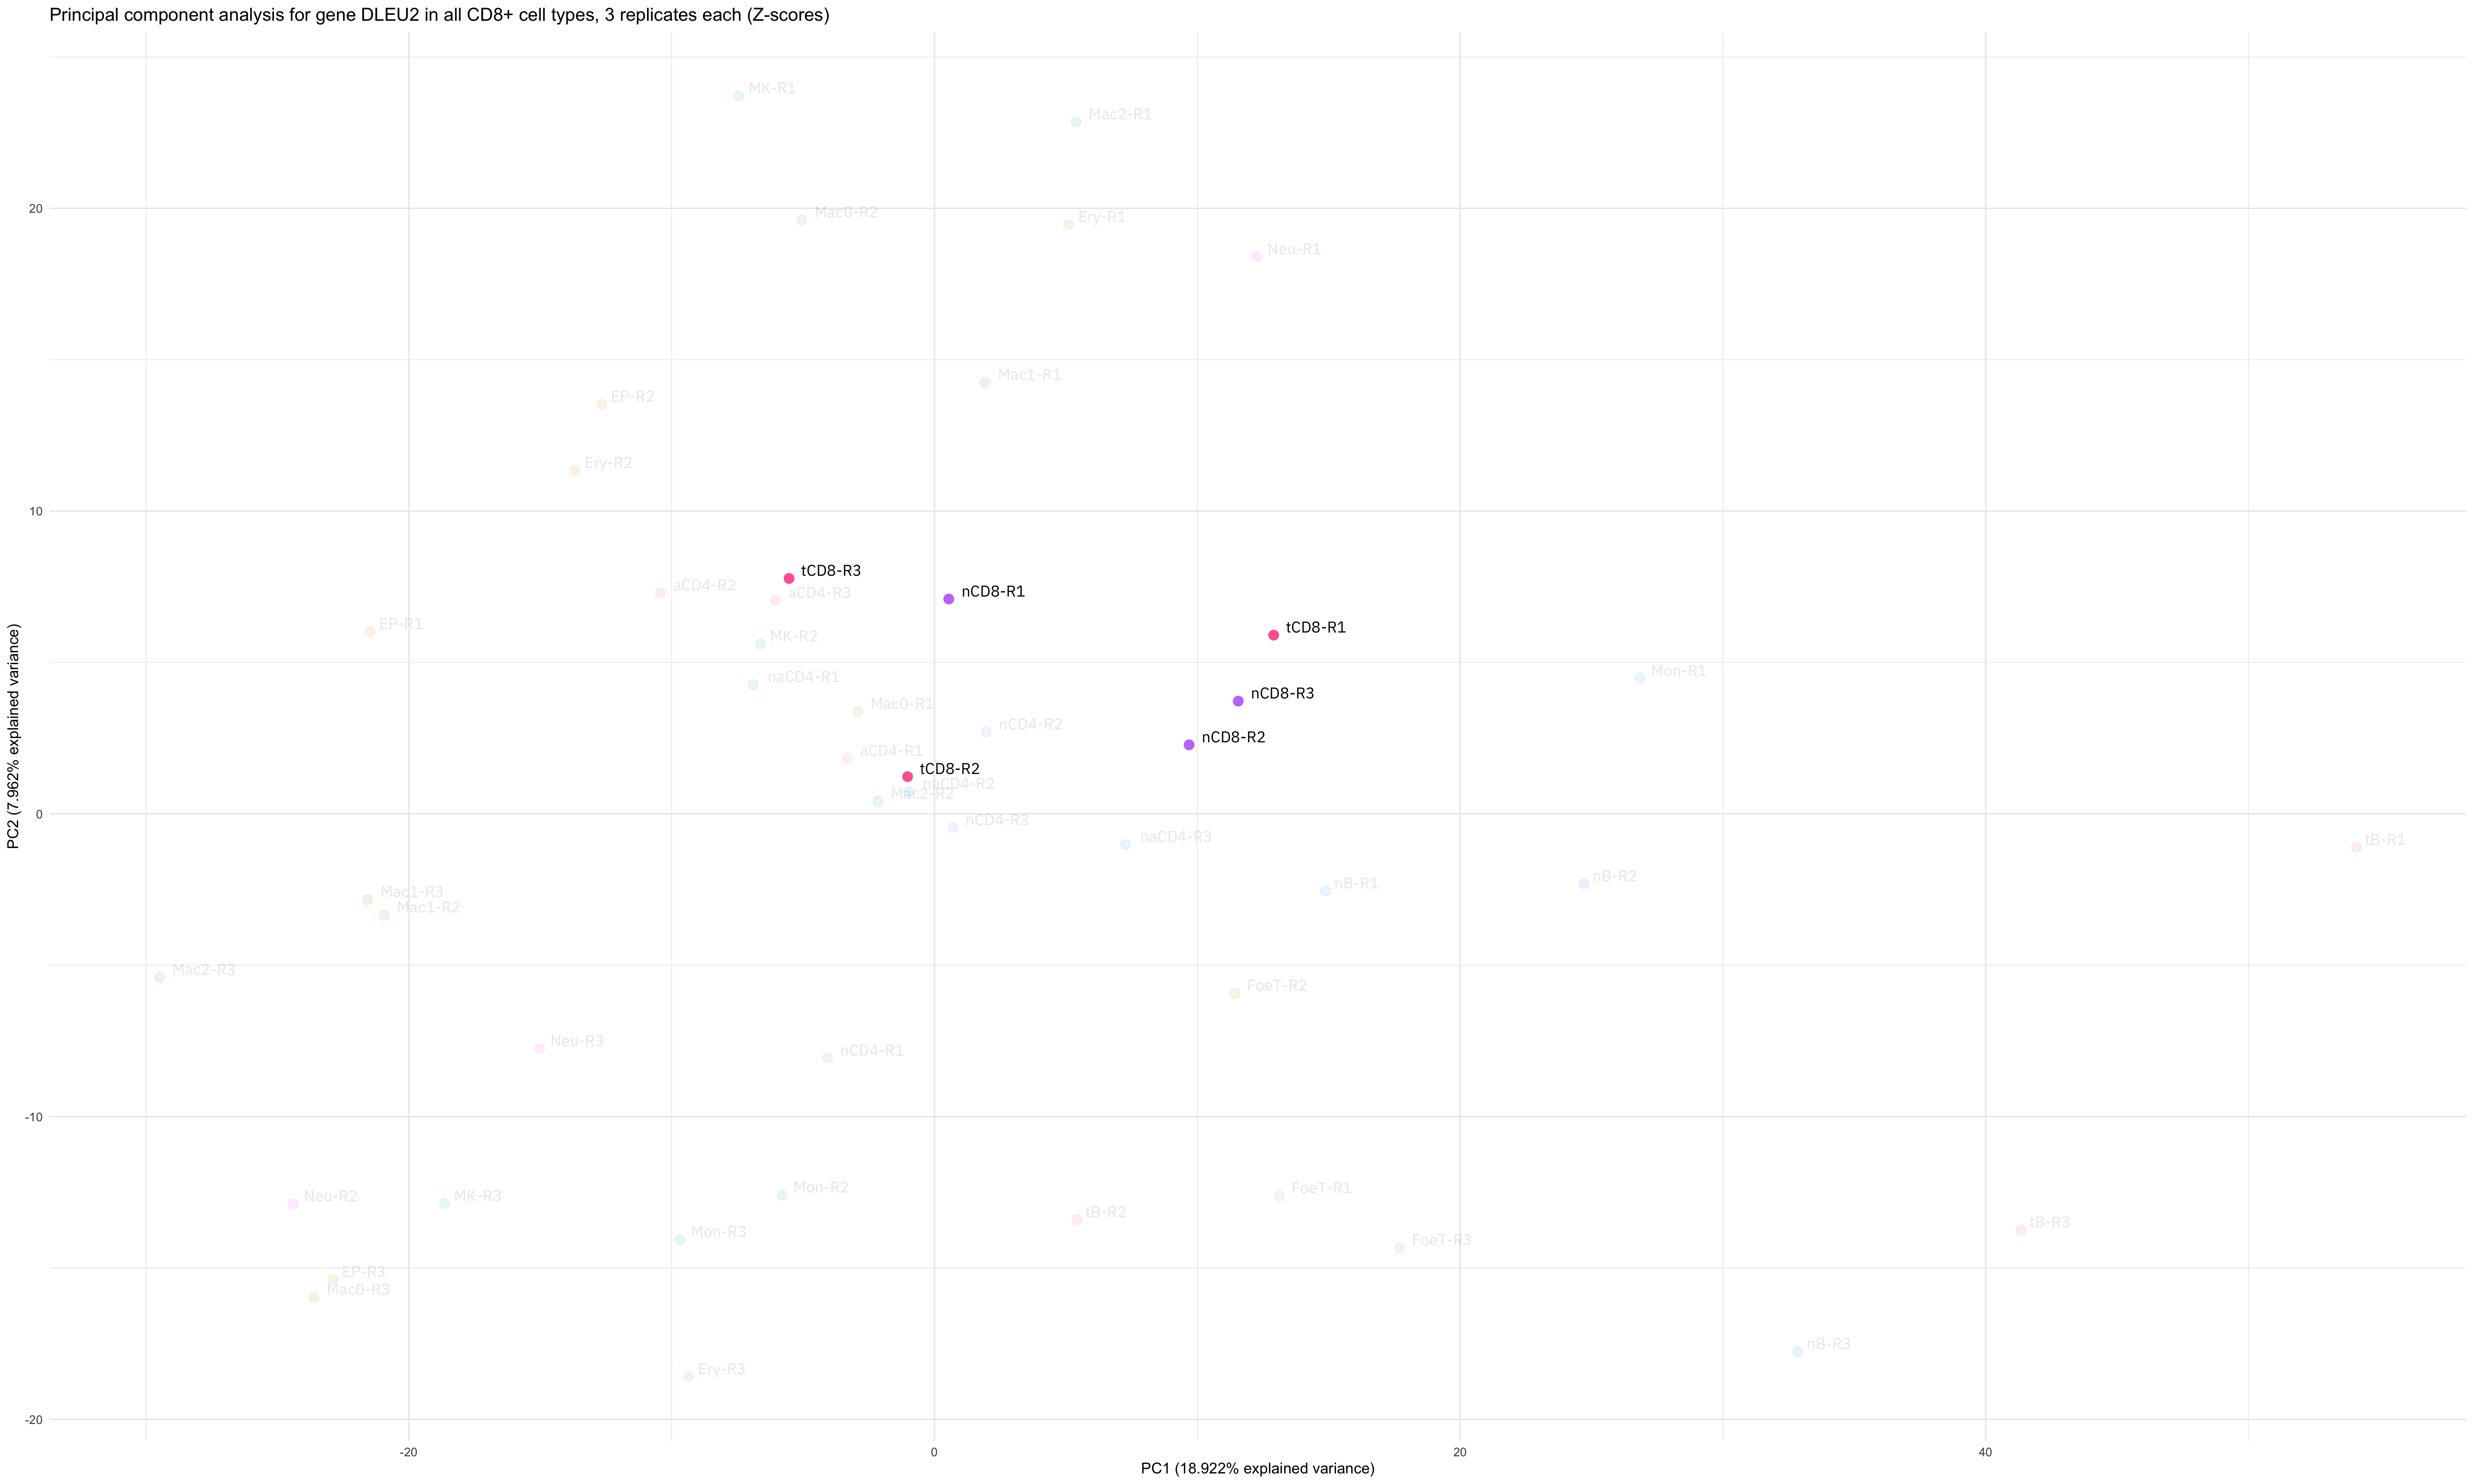 Principal component analysis for gene DLEU2 in all CD8+ cell types, 3 replicates each (Z-scores)
MK-R1
Mac2-R1
20
Mac0-R2
Ery-R1
Neu-R1
Mac1-R1
EP-R2
Ery-R2
10
tCD8-R3
aCD4-R2
aCD4-R3
nCD8-R1
EP-R1
tCD8-R1
MK-R2
naCD4-R1
Mon-R1
nCD8-R3
Mac0-R1
nCD4-R2
nCD8-R2
aCD4-R1
tCD8-R2
naCD4-R2
Mac2-R2
PC2 (7.962% explained variance)
0
nCD4-R3
naCD4-R3
tB-R1
nB-R2
nB-R1
Mac1-R3
Mac1-R2
Mac2-R3
FoeT-R2
Neu-R3
nCD4-R1
-10
Mon-R2
FoeT-R1
Neu-R2
MK-R3
tB-R2
tB-R3
Mon-R3
FoeT-R3
EP-R3
Mac0-R3
nB-R3
Ery-R3
-20
-20
0
20
40
PC1 (18.922% explained variance)